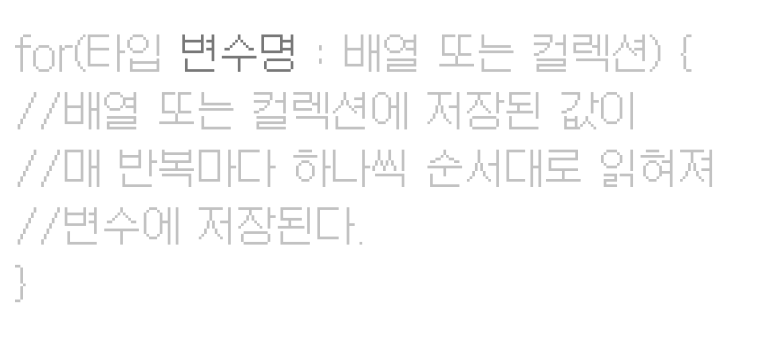 for(타입 변수명 : 배열 또는 컬렉션) {
//배열 또는 컬렉션에 저장된 값이
//매 반복마다 하나씩 순서대로 읽혀져
//변수에 저장된다.
}